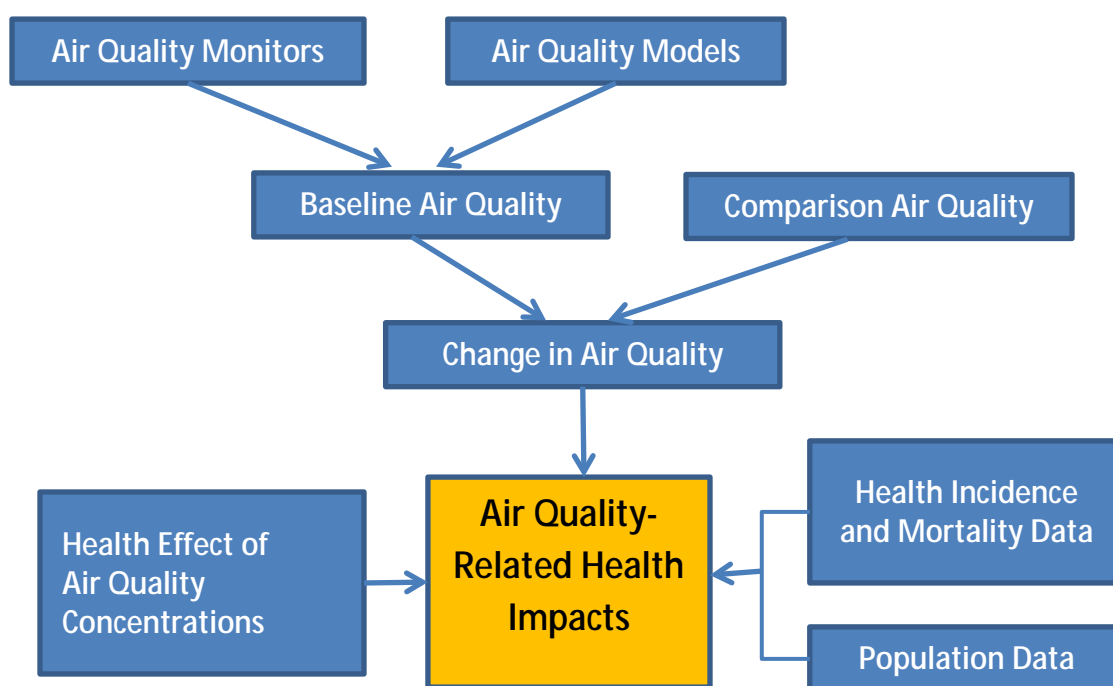 Air Quality Monitors
Air Quality Models
Baseline Air Quality
Comparison Air Quality
Change in Air Quality
Health Effect of
Air Quality
Concentrations
Air Quality-
Related Health
Impacts
Health Incidence
and Mortality Data
Population Data